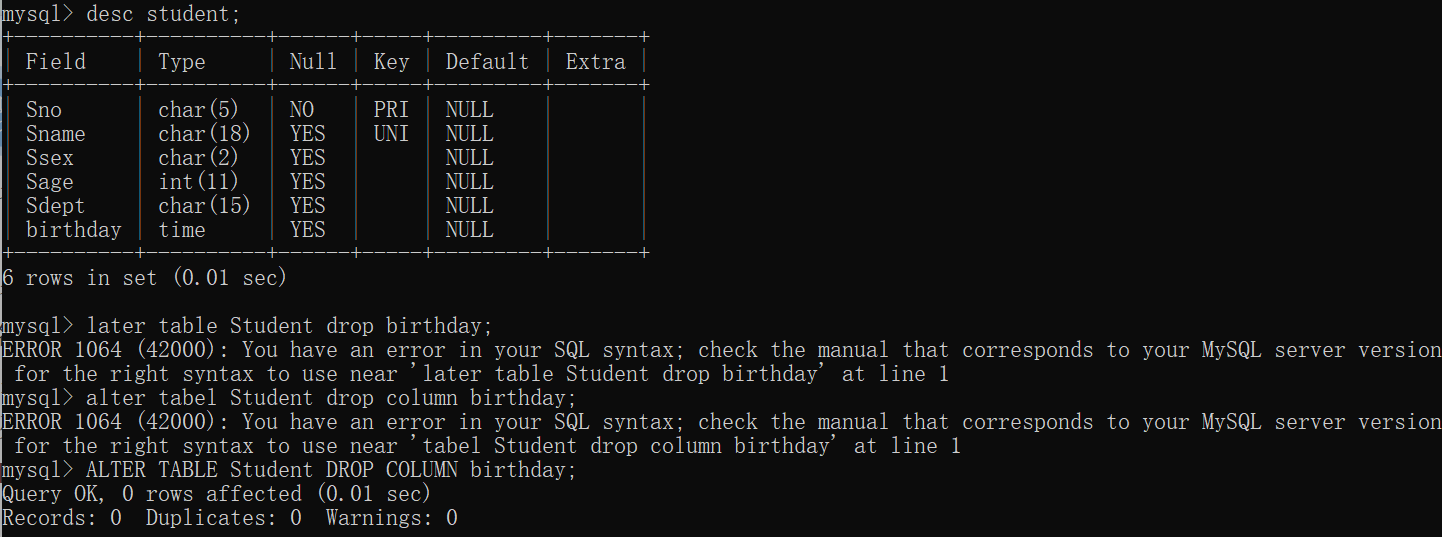 mysql> desc student;
+----------+----------+------+-----+---------+-------+
| Field    | Type     | Null | Key | Default | Extra |
+----------+----------+------+-----+---------+-------+
| Sno      | char(5)  | NO   | PRI | NULL    |       |
| Sname    | char(18) | YES  | UNI | NULL    |       |
| Ssex     | char(2)  | YES  |     | NULL    |       |
| Sage     | int(11)  | YES  |     | NULL    |       |
| Sdept    | char(15) | YES  |     | NULL    |       |
| birthday | time     | YES  |     | NULL    |       |
+----------+----------+------+-----+---------+-------+
6 rows in set (0.01 sec)

mysql> later table Student drop birthday;
ERROR 1064 (42000): You have an error in your SQL syntax; check the manual that corresponds to your MySQL server version
 for the right syntax to use near 'later table Student drop birthday' at line 1
mysql> alter tabel Student drop column birthday;
ERROR 1064 (42000): You have an error in your SQL syntax; check the manual that corresponds to your MySQL server version
 for the right syntax to use near 'tabel Student drop column birthday' at line 1
mysql> ALTER TABLE Student DROP COLUMN birthday;
Query OK, 0 rows affected (0.01 sec)
Records: 0  Duplicates: 0  Warnings: 0